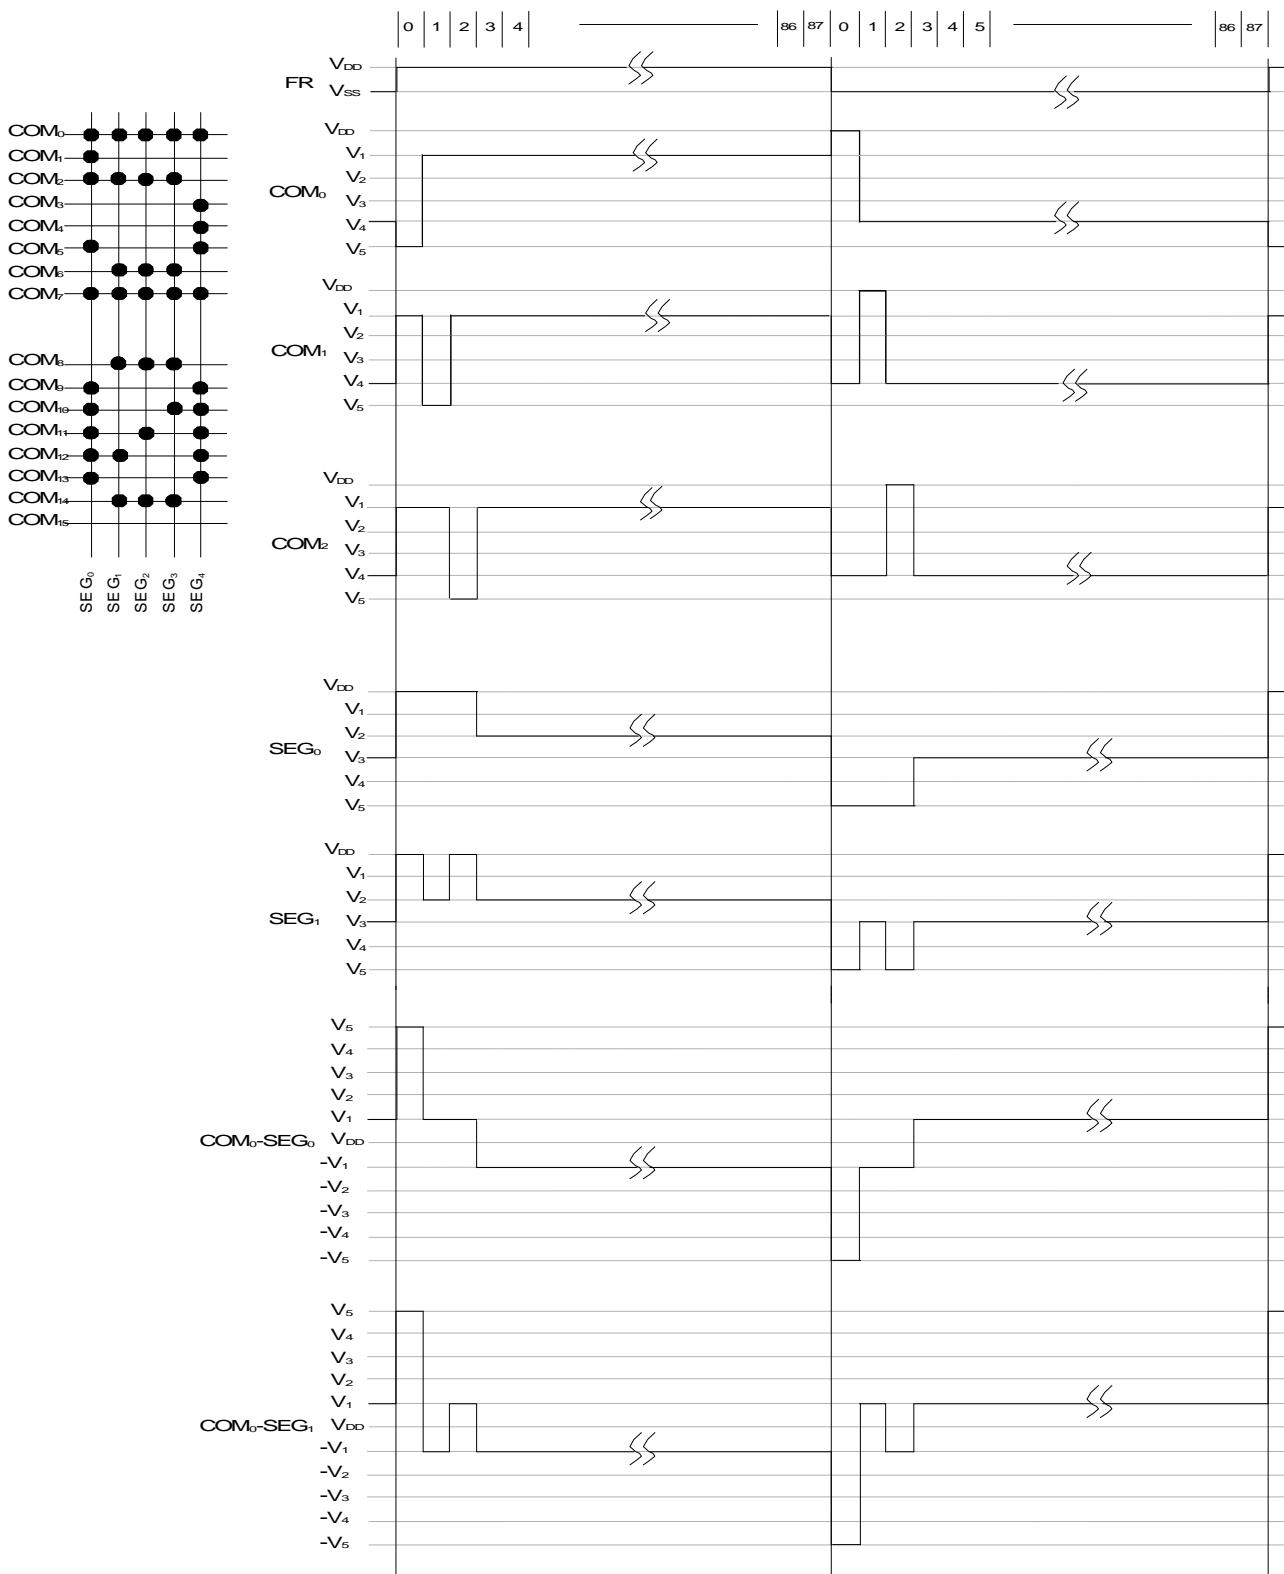 0 1 2 3 4 86 87 0 1 2 3 4 5 86 87
FR
VDD
VSS
COM0
COM1
COM2
COM3
COM4
COM5
COM6
COM7
COM8
COM9
COM10
COM11
COM12
COM13
COM14
COM15
SEG0
SEG1
SEG2
SEG3
SEG4
COM0
VDD
V1
V2
V3
V4
V5
COM1
VDD
V1
V2
V3
V4
V5
COM2
VDD
V1
V2
V3
V4
V5
SEG0
VDD
V1
V2
V3
V4
V5
SEG1
VDD
V1
V2
V3
V4
V5
COM0-SEG0
V5
V4
V3
V2
V1
VDD
-V1
-V2
-V3
-V4
-V5
COM0-SEG1
V5
V4
V3
V2
V1
VDD
-V1
-V2
-V3
-V4
-V5